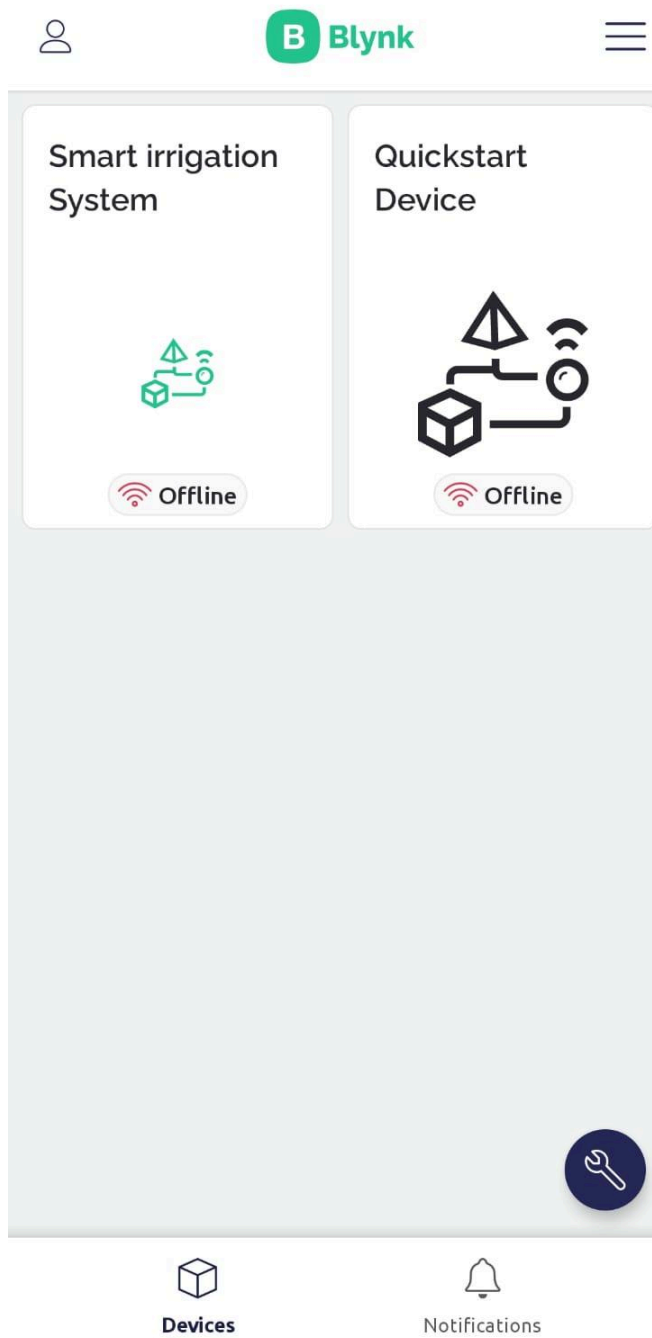 B Blynk
Smart irrigation
System
Quickstart
Device
Offline
Offline
Devices
Notifications